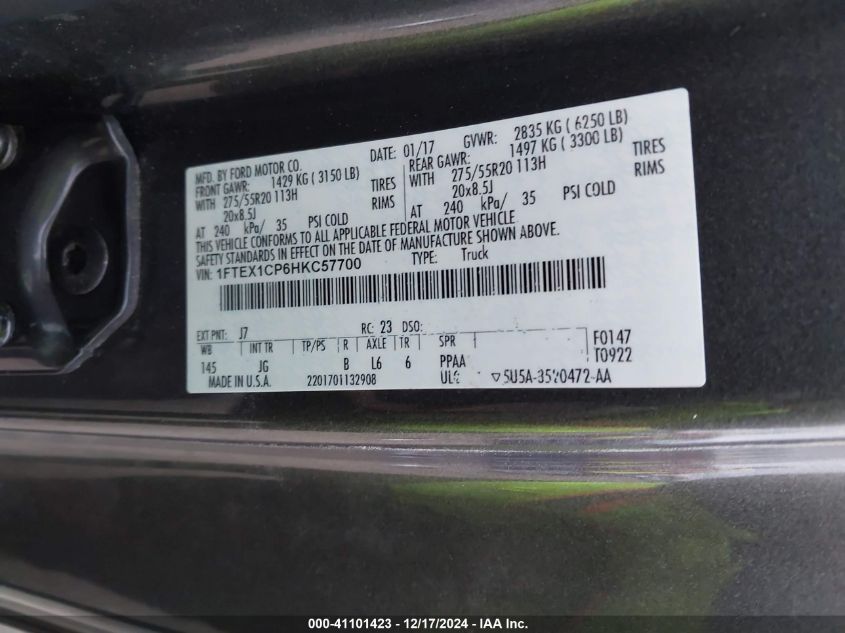 MFD. BY FORD MOTOR CO.
DATE: 01/17 GVWR: 2835 KG ( 6250 LB)
FRONT GAWR: 1429 KG ( 3150 LB) REAR GAWR: 1497 KG ( 3300 LB)
WITH 275/55R20 113H TIRES WITH 275/55R20 113H TIRES
20x8.5J RIMS 20x8.5J RIMS
AT 240 kPa/ 35 PSI COLD AT 240 kPa/ 35 PSI COLD
THIS VEHICLE CONFORMS TO ALL APPLICABLE FEDERAL MOTOR VEHICLE
SAFETY STANDARDS IN EFFECT ON THE DATE OF MANUFACTURE SHOWN ABOVE.
VIN: 1FTEX1CP6HKC57700 TYPE: Truck
EXT PNT: J7 RC: 23 DSO:
WB INT TR TP/PS R AXLE TR SPR F0147
145 JG B L6 6 PPAA T0922
MADE IN U.S.A. 2201701132908
000-41101423 - 12/17/2024 - IAA Inc.